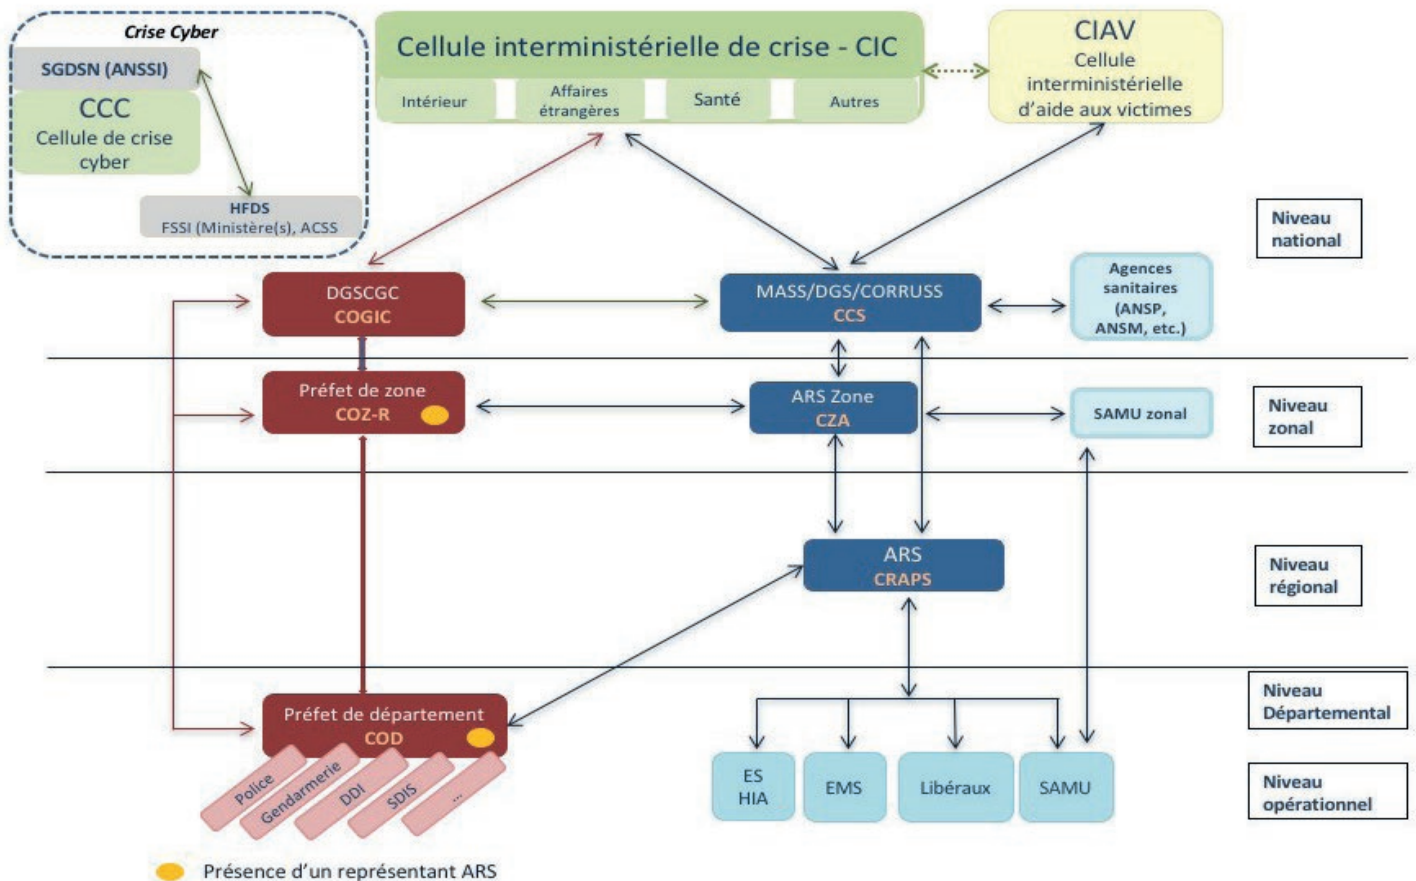 Crise Cyber
SGDSN (ANSSI)
CCC
Cellule de crise
cyber
HFDS
FSSI (Ministère(s), ACSS
Cellule interministérielle de crise - CIC
Intérieur
Affaires
étrangères
Santé
Autres
CIAV
Cellule
interministérielle
d'aide aux victimes
Niveau
national
DGSCGC
COGIC
MASS/DGS/CORRUSS
CCS
Agences
sanitaires
(ANSP,
ANSM, etc.)
Préfet de zone
COZ-R
ARS Zone
CZA
SAMU zonal
Niveau
zonal
ARS
CRAPS
Niveau
régional
Préfet de département
COD
Niveau
Départemental
Police
Gendarmerie
DDI
SDIS
...
ES
HIA
EMS
Libéraux
SAMU
Niveau
opérationnel
Présence d'un représentant ARS